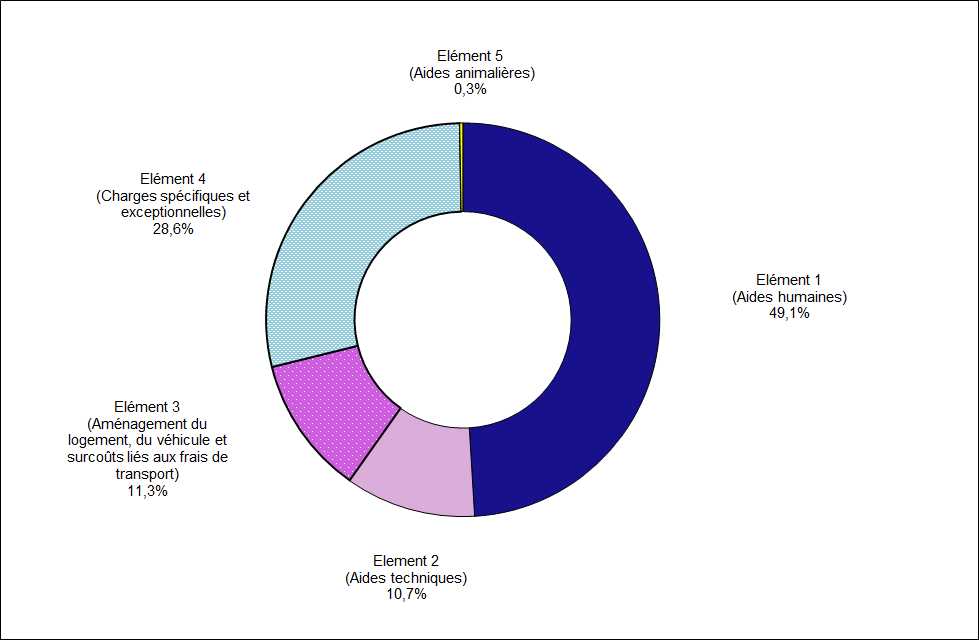 Elément 5
(Aides animalières)
0,3%
Elément 4
(Charges spécifiques et
exceptionnelles)
28,6%
Elément 1
(Aides humaines)
49,1%
Elément 3
(Aménagement du
logement, du véhicule et
surcoûts liés aux frais de
transport)
11,3%
Element 2
(Aides techniques)
10,7%